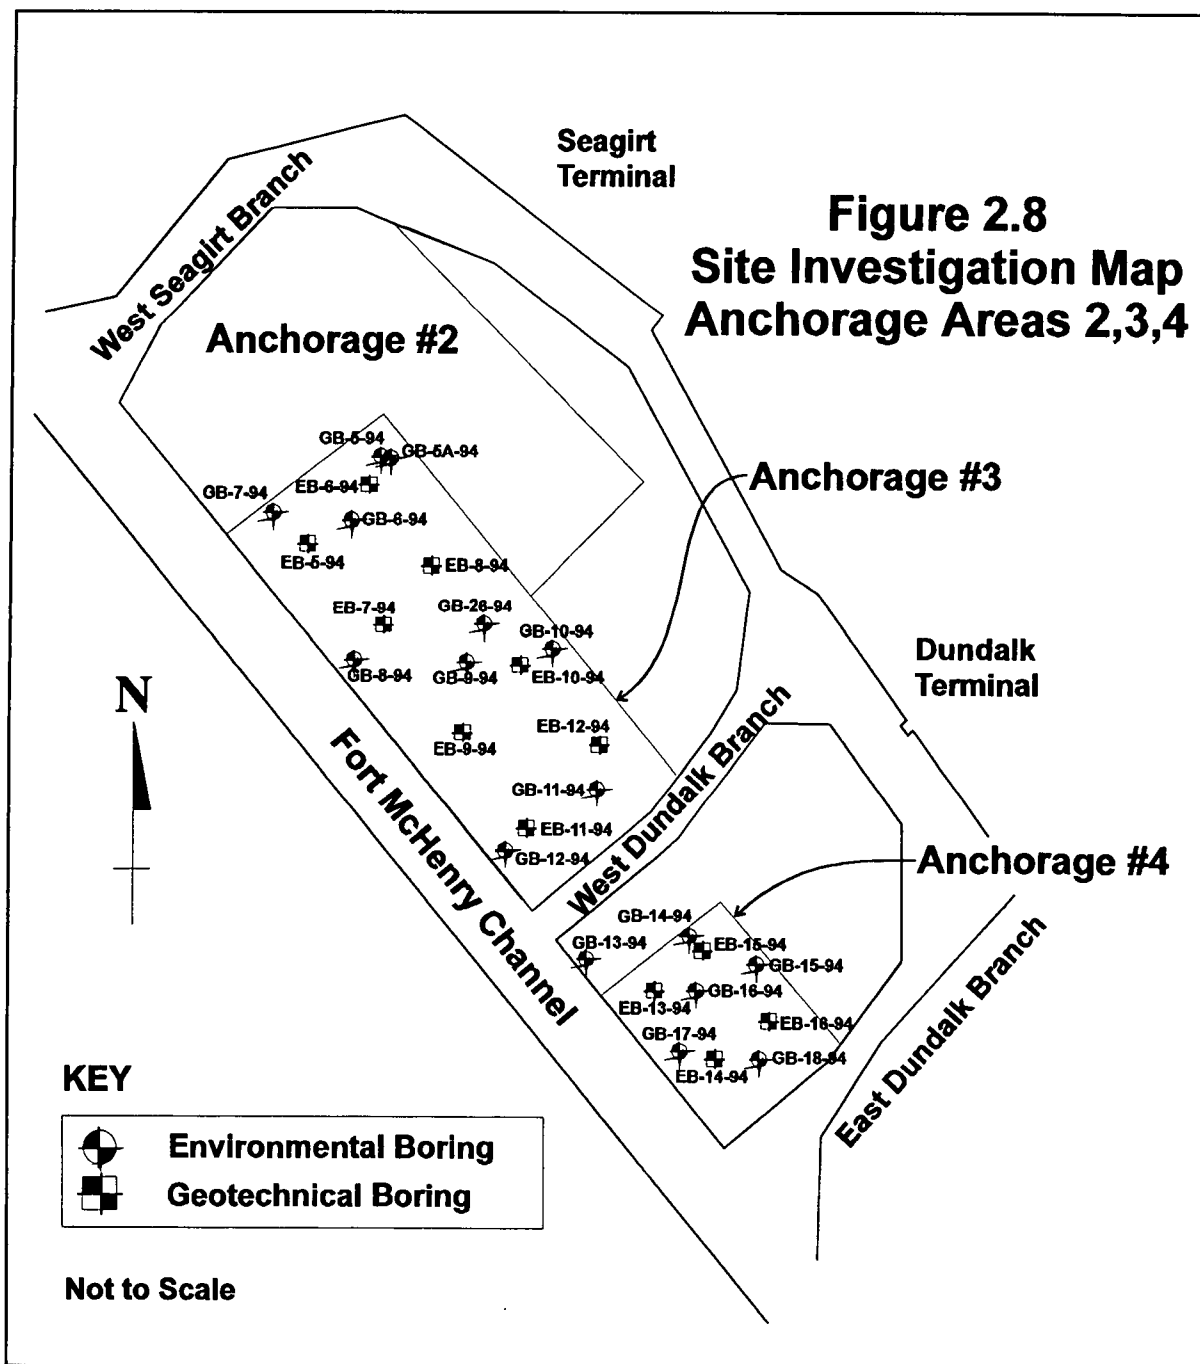 Seagirt
Terminal
Figure 2.8
Site Investigation Map
Anchorage Areas 2,3,4
West Seagirt Branch
Anchorage #2
GB-5-94
GB-5A-94
EB-6-94
GB-7-94
GB-6-94
EB-5-94
EB-8-94
Anchorage #3
EB-7-94
GB-26-94
GB-10-94
GB-8-94
GB-9-94
EB-10-94
Dundalk
Terminal
N
EB-12-94
EB-9-94
GB-11-94
EB-11-94
GB-12-94
Fort McHenry Channel
West Dundalk Branch
Anchorage #4
GB-14-94
GB-13-94
EB-15-94
GB-15-94
GB-16-94
EB-13-94
EB-16-94
GB-17-94
GB-18-94
EB-14-94
East Dundalk Branch
KEY
Environmental Boring
Geotechnical Boring
Not to Scale